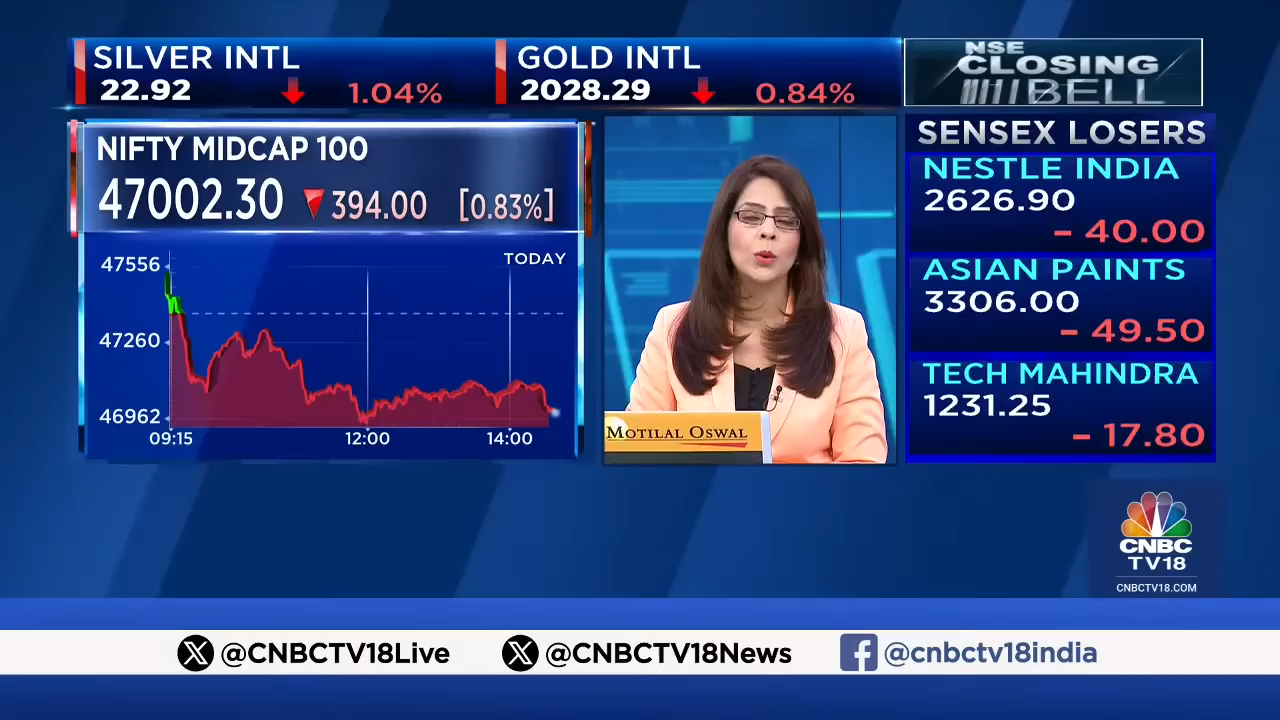 SILVER INTL
22.92 1.04%
GOLD INTL
2028.29 0.84%
NSE
CLOSING
BELL
NIFTY MIDCAP 100
47002.30 394.00 [0.83%]
TODAY
47556
47260
46962
09:15 12:00 14:00
MOTILAL OSWAL
SENSEX LOSERS
NESTLE INDIA
2626.90
- 40.00
ASIAN PAINTS
3306.00
- 49.50
TECH MAHINDRA
1231.25
- 17.80
CNBC
TV18
CNBCTV18.COM
@CNBCTV18Live @CNBCTV18News @cnbctv18india